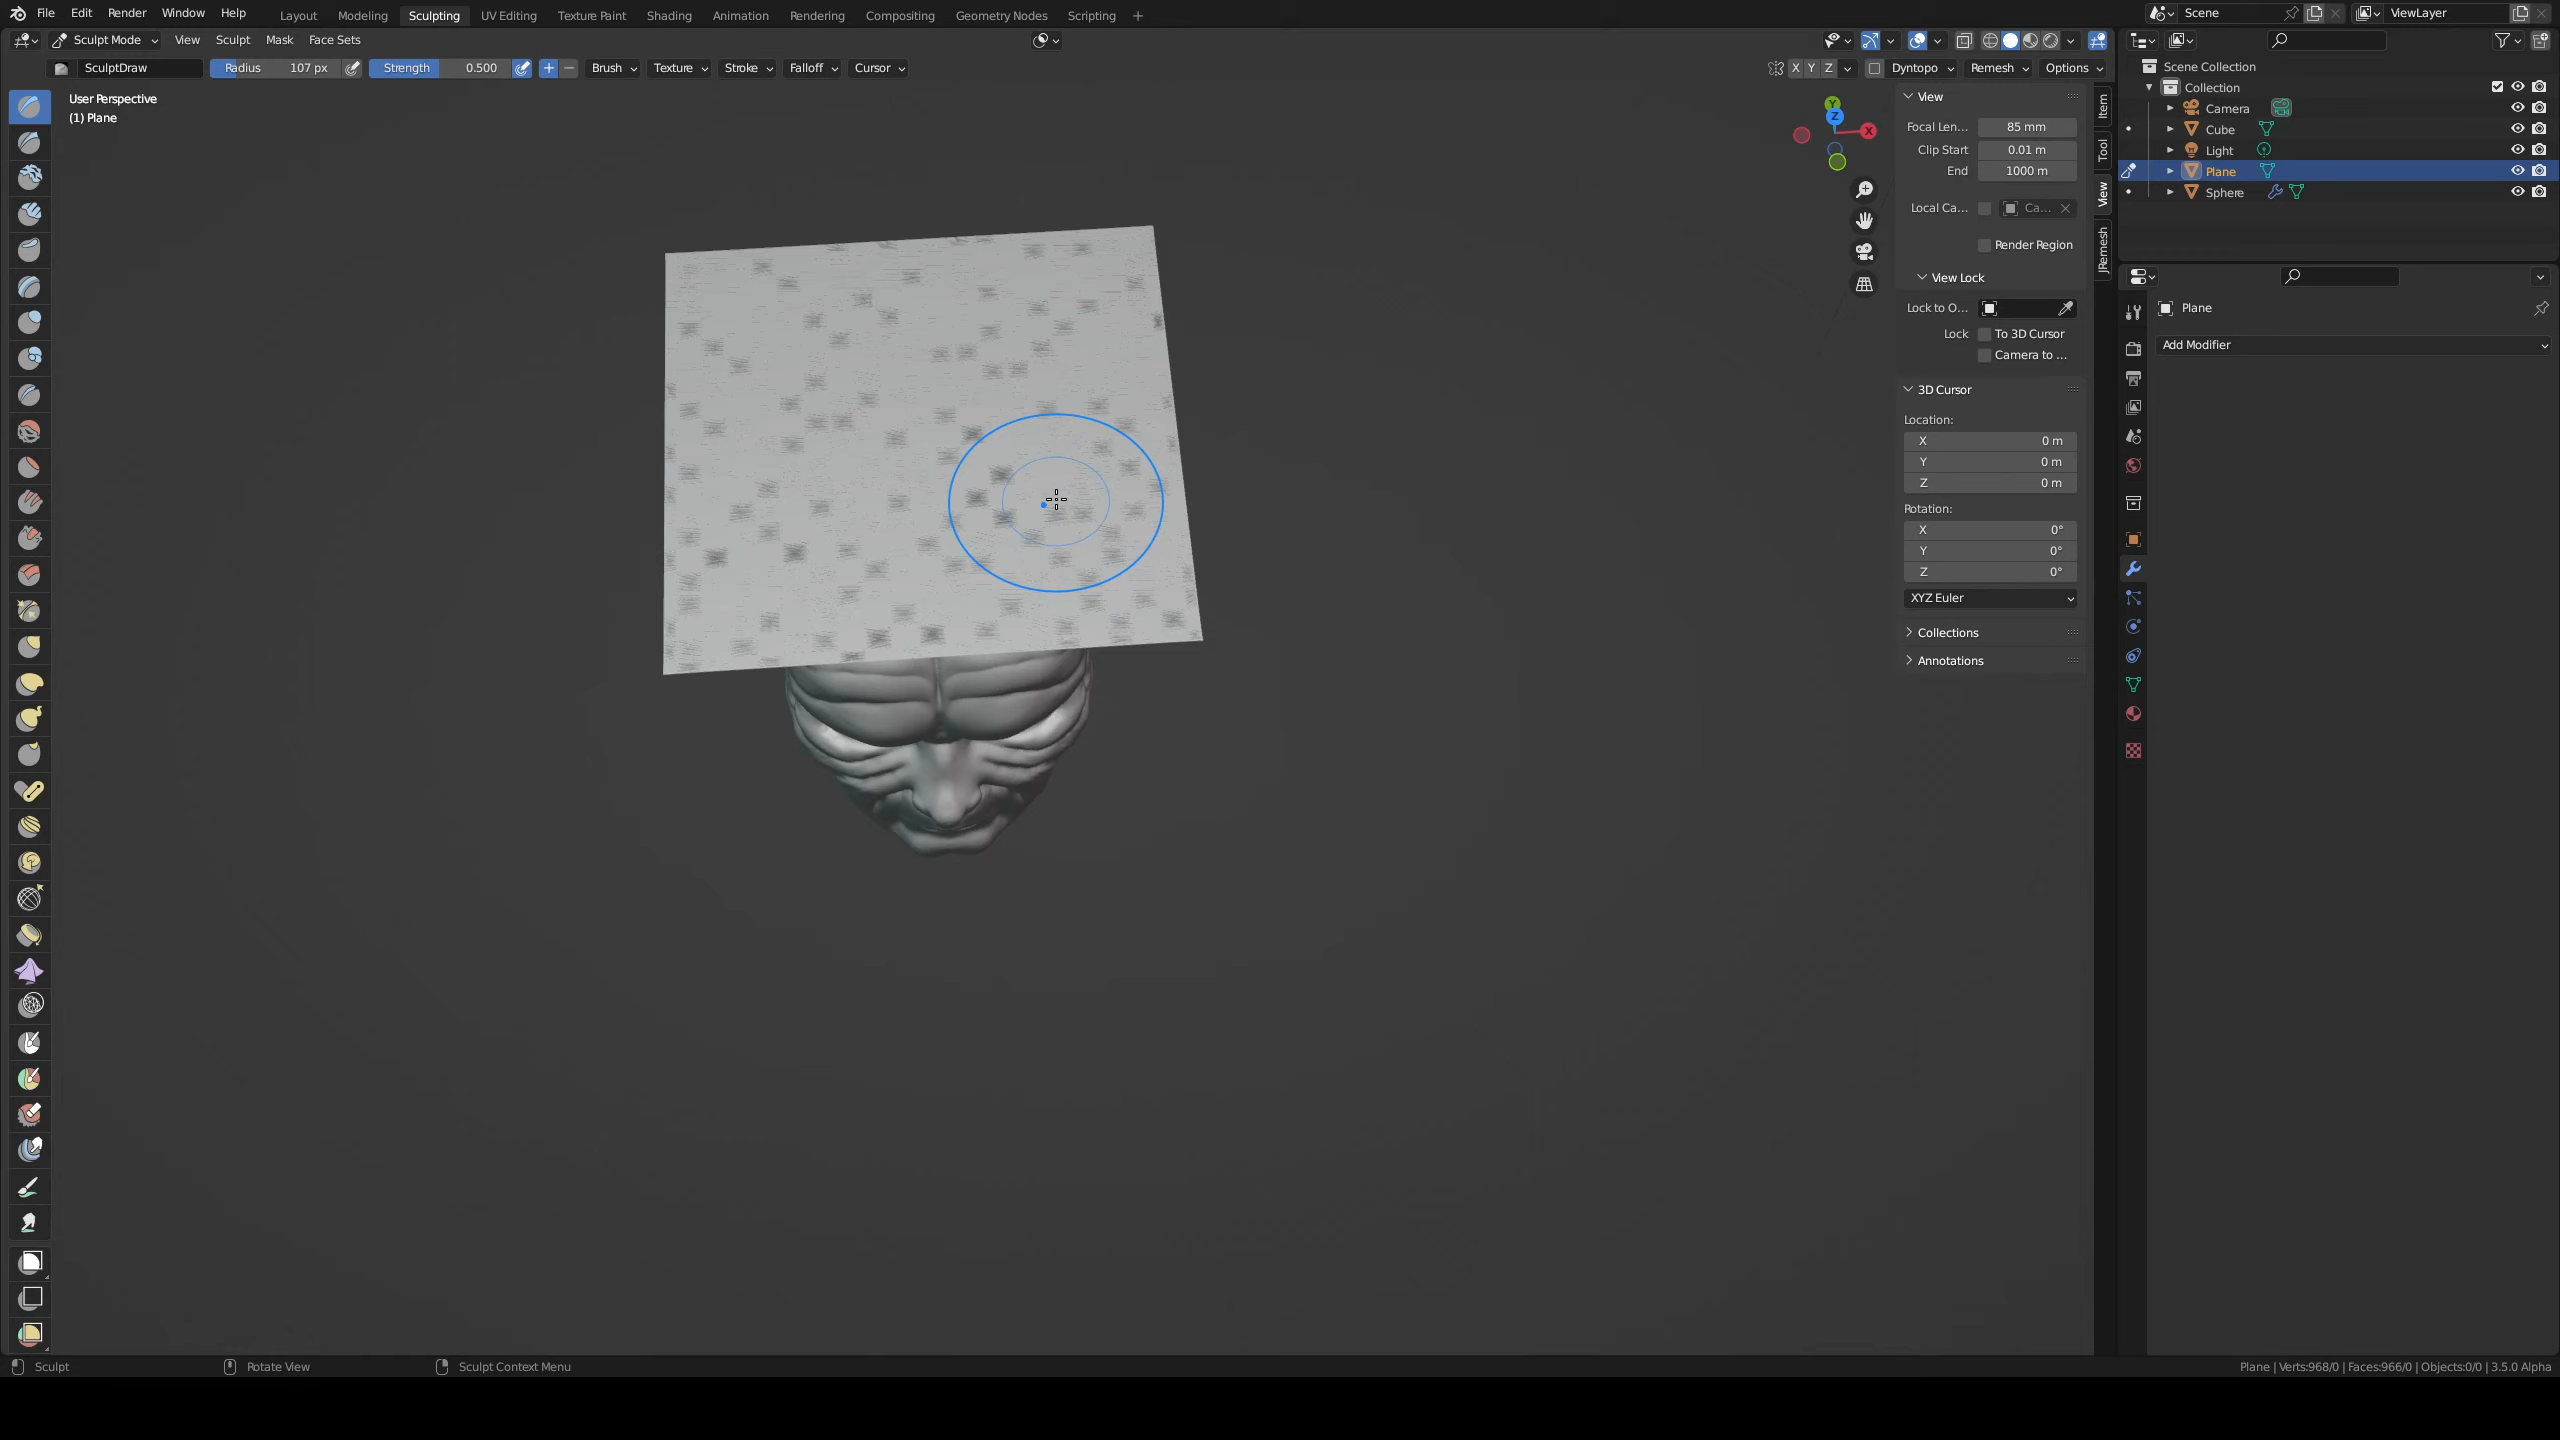 File Edit Render Window Help Layout Modeling Sculpting UV Editing Texture Paint Shading Animation Rendering Compositing Geometry Nodes Scripting Scene ViewLayer
Sculpt Mode View Sculpt Mask Face Sets
SculptDraw Radius 107 px Strength 0.500 Brush Texture Stroke Falloff Cursor X Y Z Dyntopo Remesh Options
User Perspective
(1) Plane
Y
Z
X
View
Focal Len... 85 mm
Clip Start 0.01 m
End 1000 m
Local Ca... Ca...
Render Region
View Lock
Lock to O...
Lock To 3D Cursor
Camera to ...
3D Cursor
Location:
X 0 m
Y 0 m
Z 0 m
Rotation:
X 0°
Y 0°
Z 0°
XYZ Euler
Collections
Annotations
Item
Tool
View
JRemesh
Scene Collection
Collection
Camera
Cube
Light
Plane
Sphere
Plane
Add Modifier
Sculpt Rotate View Sculpt Context Menu Plane | Verts:968/0 | Faces:966/0 | Objects:0/0 | 3.5.0 Alpha